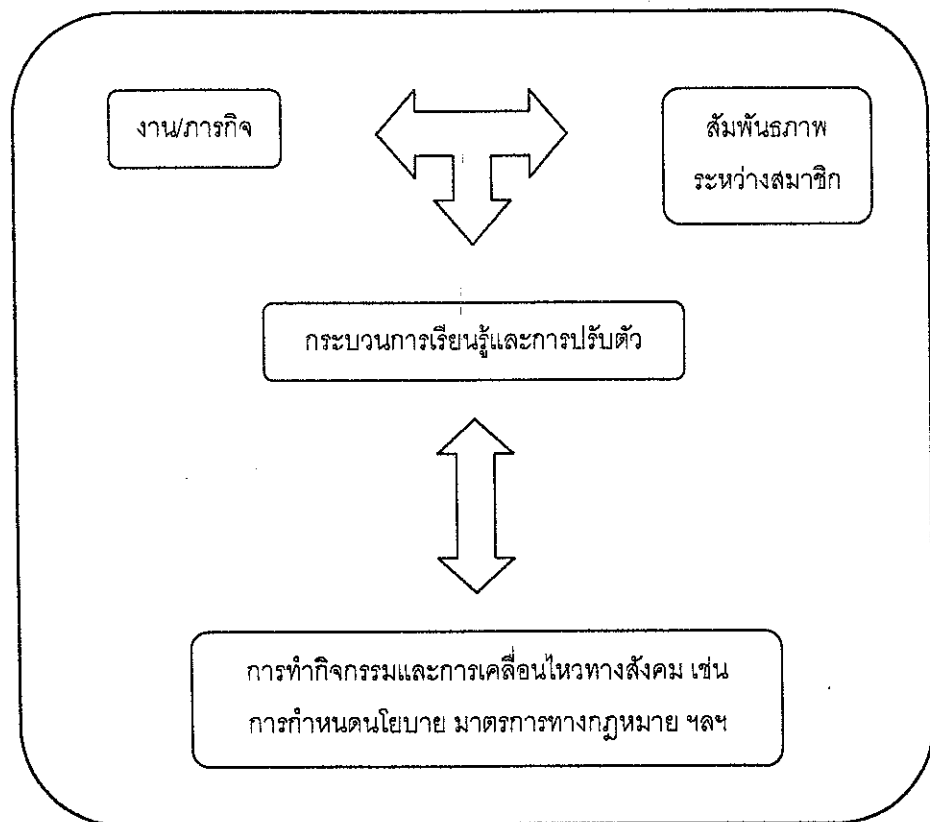 งาน/ภารกิจ
สัมพันธภาพ
ระหว่างสมาชิก
กระบวนการเรียนรู้และการปรับตัว
การทำกิจกรรมและการเคลื่อนไหวทางสังคม เช่น
การกำหนดนโยบาย มาตรการทางกฎหมาย ฯลฯ